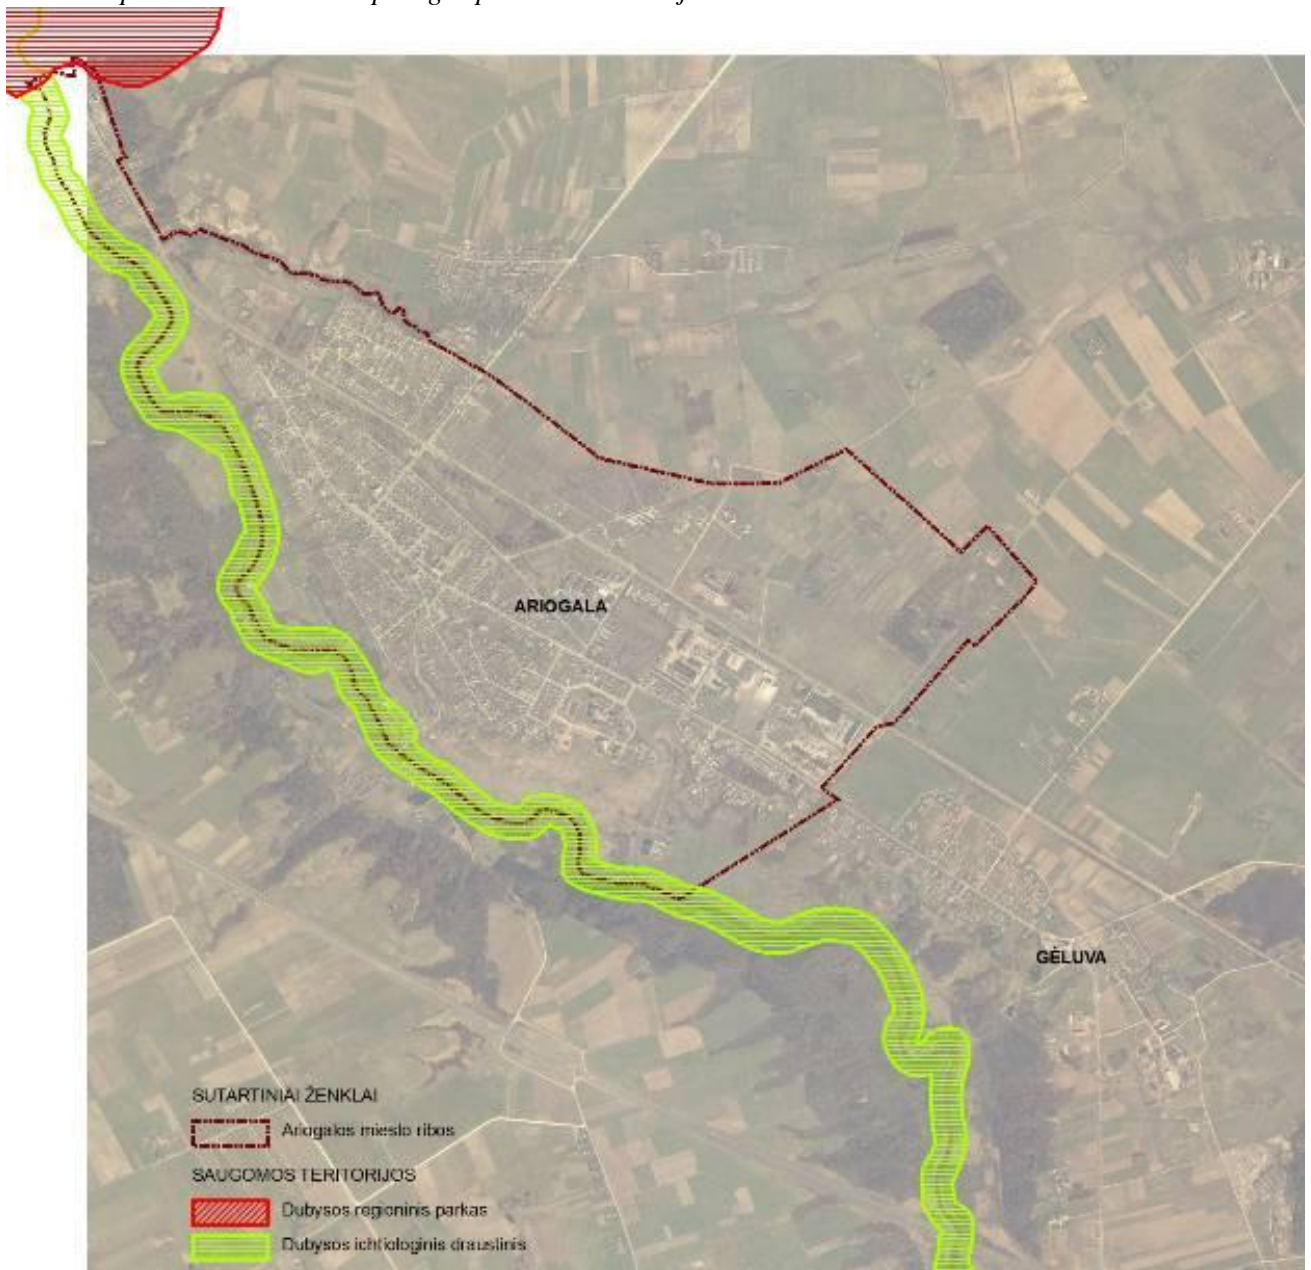 ARIOGALA
GĖLUVA
SUTARTINIAI ŽENKLAI
Ariogalos miesto ribos
SAUGOMOS TERITORIJOS
Dubysos regioninis parkas
Dubysos ichtiologinis draustinis